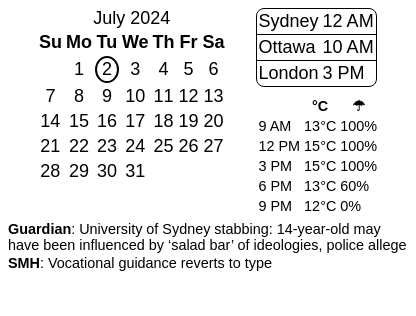 July 2024
Su Mo Tu We Th Fr Sa
1 2 3 4 5 6
7 8 9 10 11 12 13
14 15 16 17 18 19 20
21 22 23 24 25 26 27
28 29 30 31
Sydney 12 AM
Ottawa 10 AM
London 3 PM
°C ☂
9 AM 13°C 100%
12 PM 15°C 100%
3 PM 15°C 100%
6 PM 13°C 60%
9 PM 12°C 0%
Guardian: University of Sydney stabbing: 14-year-old may
have been influenced by ‘salad bar’ of ideologies, police allege
SMH: Vocational guidance reverts to type